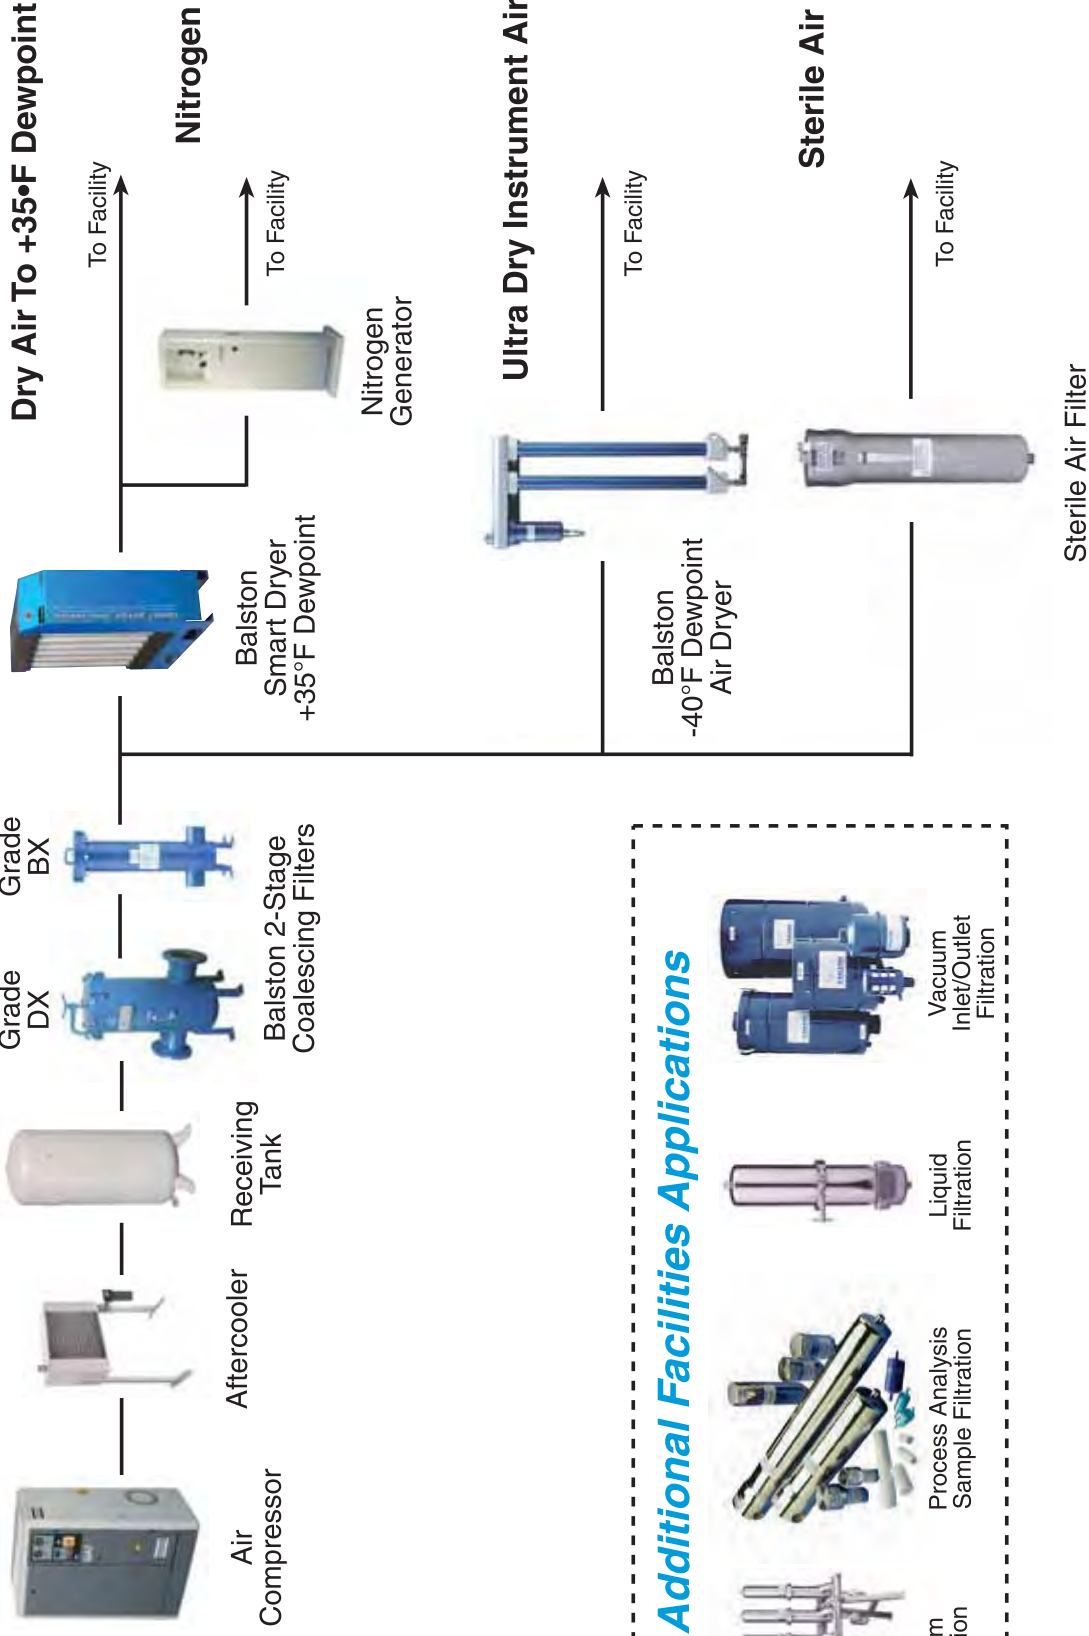 Dry Air To +35•F Dewpoint
To Facility
Nitrogen
To Facility
Ultra Dry Instrument Air
To Facility
Sterile Air
To Facility
Air
Compressor
Aftercooler
Receiving
Tank
Grade
DX
Grade
BX
Balston 2-Stage
Coalescing Filters
Balston
Smart Dryer
+35°F Dewpoint
Nitrogen
Generator
Balston
-40°F Dewpoint
Air Dryer
Sterile Air Filter
Additional Facilities Applications
Process Analysis
Sample Filtration
Liquid
Filtration
Vacuum
Inlet/Outlet
Filtration